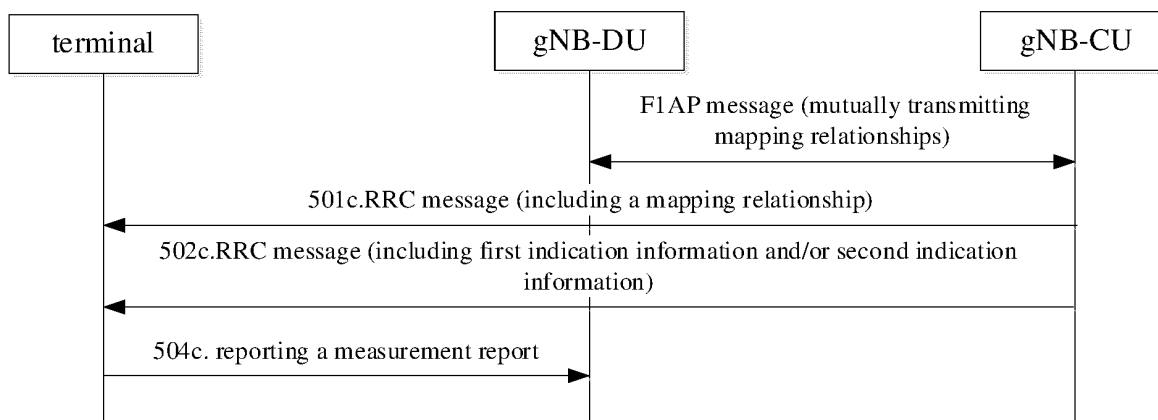 terminal
gNB-DU
gNB-CU
F1AP message (mutually transmitting
mapping relationships)
501c.RRC message (including a mapping relationship)
502c.RRC message (including first indication information and/or second indication
information)
504c. reporting a measurement report